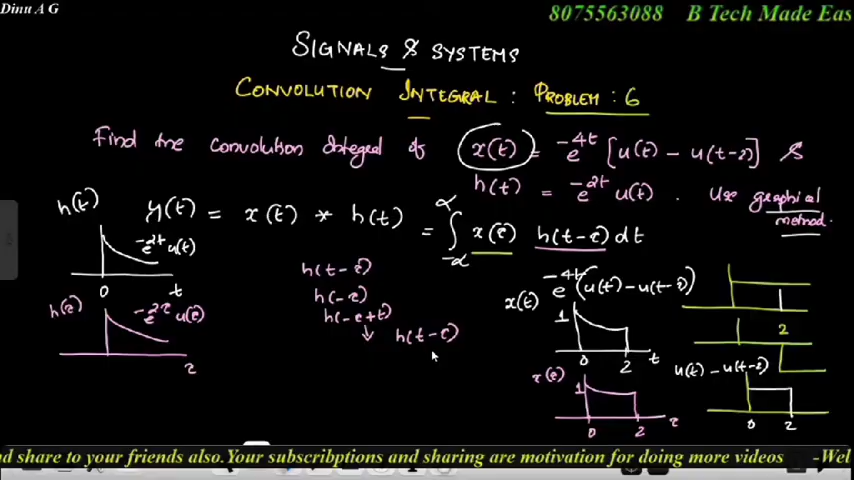 Dinu A G
8075563088 B Tech Made Eas
SIGNALS & SYSTEMS
CONVOLUTION INTEGRAL : PROBLEM : 6
Find the convolution Integral of x(t) = e^-4t [u(t) - u(t-2)] &
h(t) = e^-2t u(t). Use graphical method.
y(t) = x(t) * h(t) = ∫_-∞^∞ x(τ) h(t-τ) dτ
h(t)
e^-2t u(t)
0 t
h(τ)
e^-2τ u(τ)
τ
h(t-τ)
h(-τ)
h(-τ+t)
↓ h(t-τ)
e^-4t (u(t) - u(t-2))
x(t)
1
0 2 t
x(τ)
1
0 2 τ
2
u(t) - u(t-2)
0 2
nd share to your friends also.Your subscribptions and sharing are motivation for doing more videos -Wel